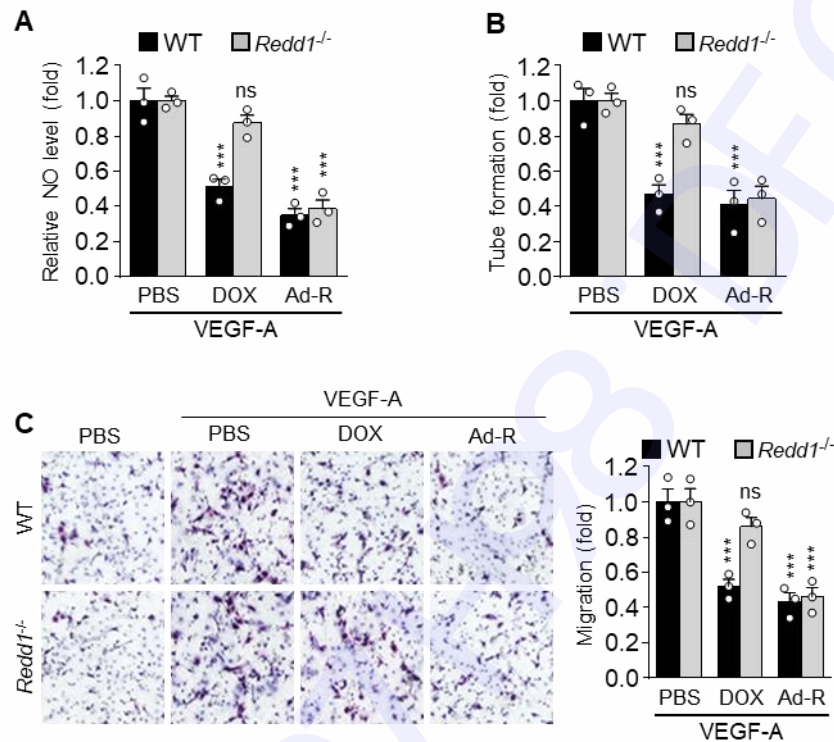 A
WT Redd1-/-
Relative NO level (fold)
1.2
1.0
0.8
0.6
0.4
0.2
0.0
***
ns
***
***
PBS DOX Ad-R
VEGF-A
B
WT Redd1-/-
Tube formation (fold)
1.2
1.0
0.8
0.6
0.4
0.2
0.0
***
ns
***
PBS DOX Ad-R
VEGF-A
C
VEGF-A
PBS PBS DOX Ad-R
WT
Redd1-/-
WT Redd1-/-
Migration (fold)
1.2
1.0
0.8
0.6
0.4
0.2
0.0
***
ns
***
***
PBS DOX Ad-R
VEGF-A